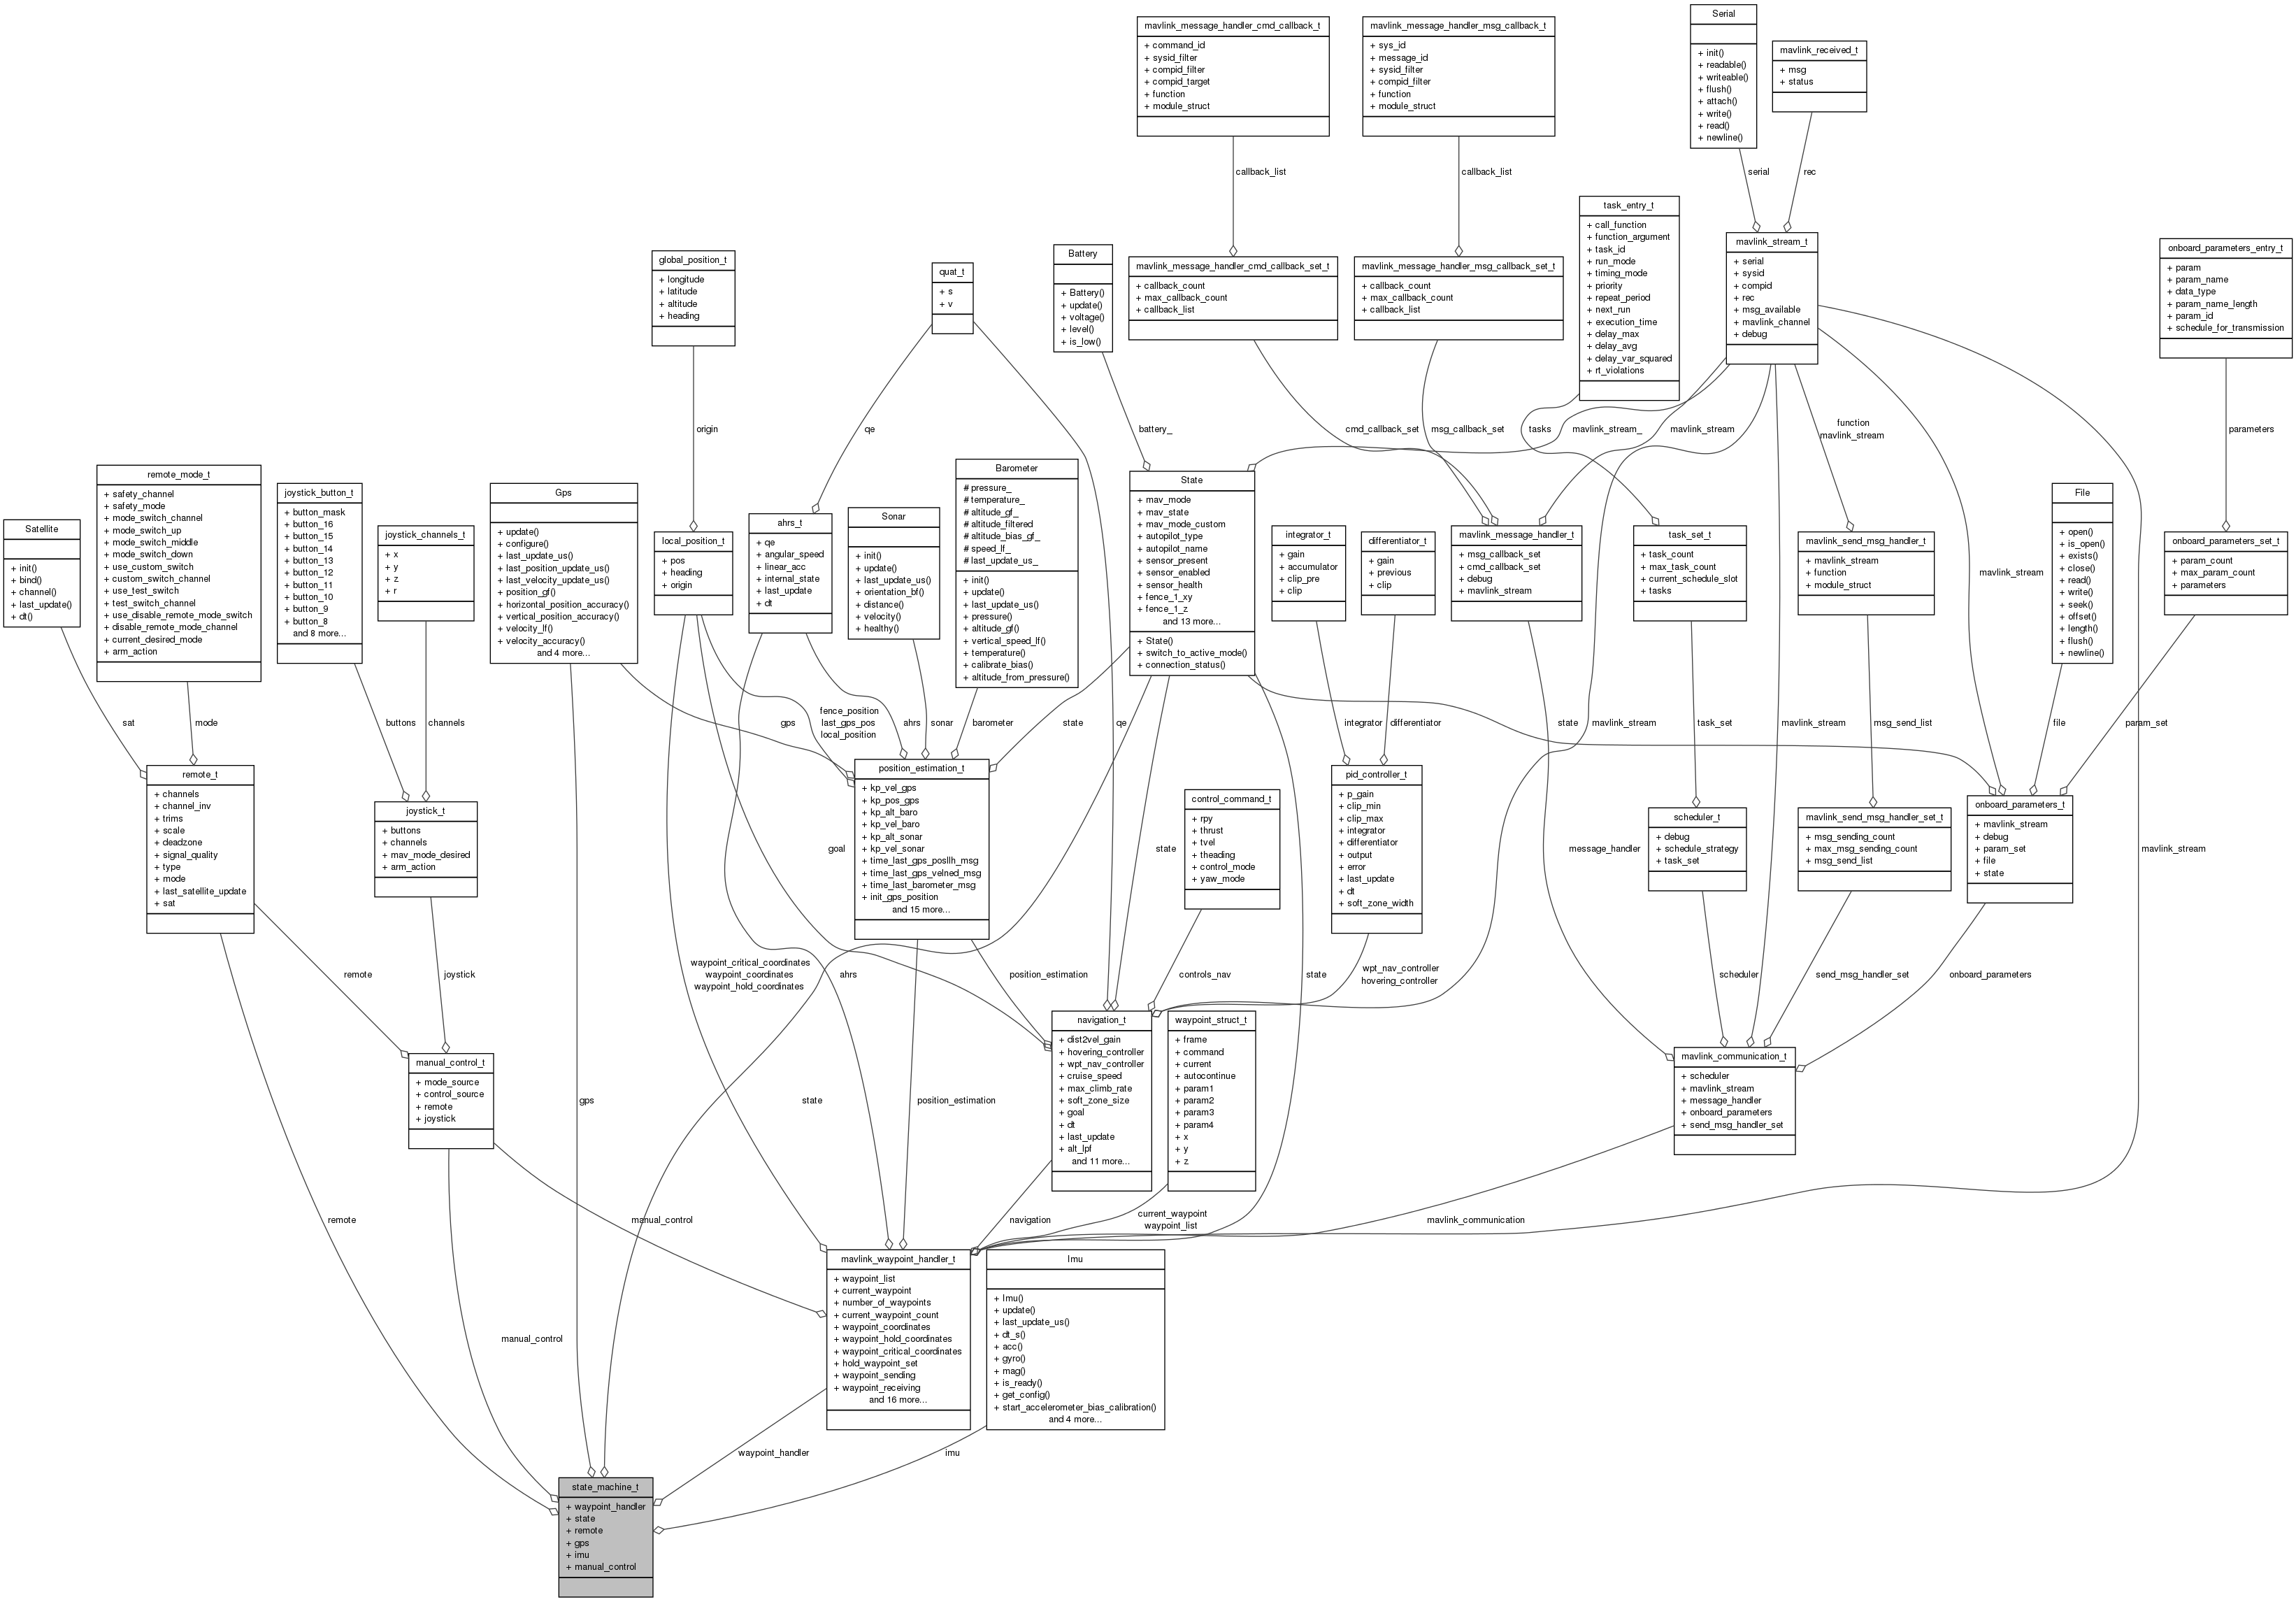 mavlink_message_handler_cmd_callback_t
+ command_id
+ sysid_filter
+ compid_filter
+ compid_target
+ function
+ module_struct
mavlink_message_handler_msg_callback_t
+ sys_id
+ message_id
+ sysid_filter
+ compid_filter
+ function
+ module_struct
Serial
+ init()
+ readable()
+ writeable()
+ flush()
+ attach()
+ write()
+ read()
+ newline()
mavlink_received_t
+ msg
+ status
callback_list
callback_list
serial
rec
task_entry_t
+ call_function
+ function_argument
+ task_id
+ run_mode
+ timing_mode
+ priority
+ repeat_period
+ next_run
+ execution_time
+ delay_max
+ delay_avg
+ delay_var_squared
+ rt_violations
mavlink_stream_t
+ serial
+ sysid
+ compid
+ rec
+ msg_available
+ mavlink_channel
+ debug
onboard_parameters_entry_t
+ param
+ param_name
+ data_type
+ param_name_length
+ param_id
+ schedule_for_transmission
global_position_t
+ longitude
+ latitude
+ altitude
+ heading
quat_t
+ s
+ v
Battery
+ Battery()
+ update()
+ voltage()
+ level()
+ is_low()
mavlink_message_handler_cmd_callback_set_t
+ callback_count
+ max_callback_count
+ callback_list
mavlink_message_handler_msg_callback_set_t
+ callback_count
+ max_callback_count
+ callback_list
origin
qe
battery_
cmd_callback_set
msg_callback_set
tasks
mavlink_stream_
mavlink_stream
function
mavlink_stream
parameters
Satellite
+ init()
+ bind()
+ channel()
+ last_update()
+ dt()
remote_mode_t
+ safety_channel
+ safety_mode
+ mode_switch_channel
+ mode_switch_up
+ mode_switch_middle
+ mode_switch_down
+ use_custom_switch
+ custom_switch_channel
+ use_test_switch
+ test_switch_channel
+ use_disable_remote_mode_switch
+ disable_remote_mode_channel
+ current_desired_mode
+ arm_action
joystick_button_t
+ button_mask
+ button_16
+ button_15
+ button_14
+ button_13
+ button_12
+ button_11
+ button_10
+ button_9
+ button_8
and 8 more...
joystick_channels_t
+ x
+ y
+ z
+ r
Gps
+ update()
+ configure()
+ last_update_us()
+ last_position_update_us()
+ last_velocity_update_us()
+ position_gf()
+ horizontal_position_accuracy()
+ vertical_position_accuracy()
+ velocity_lf()
+ velocity_accuracy()
and 4 more...
local_position_t
+ pos
+ heading
+ origin
ahrs_t
+ qe
+ angular_speed
+ linear_acc
+ internal_state
+ last_update
+ dt
Sonar
+ init()
+ update()
+ last_update_us()
+ orientation_bf()
+ distance()
+ velocity()
+ healthy()
Barometer
# pressure_
# temperature_
# altitude_gf_
# altitude_filtered
# altitude_bias_gf_
# speed_lf_
# last_update_us_
+ init()
+ update()
+ last_update_us()
+ pressure()
+ altitude_gf()
+ vertical_speed_lf()
+ temperature()
+ calibrate_bias()
+ altitude_from_pressure()
State
+ mav_mode
+ mav_state
+ mav_mode_custom
+ autopilot_type
+ autopilot_name
+ sensor_present
+ sensor_enabled
+ sensor_health
+ fence_1_xy
+ fence_1_z
and 13 more...
+ State()
+ switch_to_active_mode()
+ connection_status()
integrator_t
+ gain
+ accumulator
+ clip_pre
+ clip
differentiator_t
+ gain
+ previous
+ clip
mavlink_message_handler_t
+ msg_callback_set
+ cmd_callback_set
+ debug
+ mavlink_stream
task_set_t
+ task_count
+ max_task_count
+ current_schedule_slot
+ tasks
mavlink_send_msg_handler_t
+ mavlink_stream
+ function
+ module_struct
mavlink_stream
File
+ open()
+ is_open()
+ exists()
+ close()
+ read()
+ write()
+ seek()
+ offset()
+ length()
+ flush()
+ newline()
onboard_parameters_set_t
+ param_count
+ max_param_count
+ parameters
sat
mode
buttons
channels
gps
fence_position
last_gps_pos
local_position
ahrs
sonar
barometer
state
qe
integrator
differentiator
state
mavlink_stream
task_set
mavlink_stream
msg_send_list
file
param_set
remote_t
+ channels
+ channel_inv
+ trims
+ scale
+ deadzone
+ signal_quality
+ type
+ mode
+ last_satellite_update
+ sat
joystick_t
+ buttons
+ channels
+ mav_mode_desired
+ arm_action
goal
position_estimation_t
+ kp_vel_gps
+ kp_pos_gps
+ kp_alt_baro
+ kp_vel_baro
+ kp_alt_sonar
+ kp_vel_sonar
+ time_last_gps_posllh_msg
+ time_last_gps_velned_msg
+ time_last_barometer_msg
+ init_gps_position
and 15 more...
state
control_command_t
+ rpy
+ thrust
+ tvel
+ theading
+ control_mode
+ yaw_mode
pid_controller_t
+ p_gain
+ clip_min
+ clip_max
+ integrator
+ differentiator
+ output
+ error
+ last_update
+ dt
+ soft_zone_width
message_handler
scheduler_t
+ debug
+ schedule_strategy
+ task_set
mavlink_send_msg_handler_set_t
+ msg_sending_count
+ max_msg_sending_count
+ msg_send_list
onboard_parameters_t
+ mavlink_stream
+ debug
+ param_set
+ file
+ state
mavlink_stream
remote
joystick
waypoint_critical_coordinates
waypoint_coordinates
waypoint_hold_coordinates
ahrs
position_estimation
controls_nav
state
wpt_nav_controller
hovering_controller
scheduler
send_msg_handler_set
onboard_parameters
manual_control_t
+ mode_source
+ control_source
+ remote
+ joystick
gps
state
position_estimation
navigation_t
+ dist2vel_gain
+ hovering_controller
+ wpt_nav_controller
+ cruise_speed
+ max_climb_rate
+ soft_zone_size
+ goal
+ dt
+ last_update
+ alt_lpf
and 11 more...
waypoint_struct_t
+ frame
+ command
+ current
+ autocontinue
+ param1
+ param2
+ param3
+ param4
+ x
+ y
+ z
mavlink_communication_t
+ scheduler
+ mavlink_stream
+ message_handler
+ onboard_parameters
+ send_msg_handler_set
remote
manual_control
navigation
current_waypoint
waypoint_list
mavlink_communication
manual_control
mavlink_waypoint_handler_t
+ waypoint_list
+ current_waypoint
+ number_of_waypoints
+ current_waypoint_count
+ waypoint_coordinates
+ waypoint_hold_coordinates
+ waypoint_critical_coordinates
+ hold_waypoint_set
+ waypoint_sending
+ waypoint_receiving
and 16 more...
Imu
+ Imu()
+ update()
+ last_update_us()
+ dt_s()
+ acc()
+ gyro()
+ mag()
+ is_ready()
+ get_config()
+ start_accelerometer_bias_calibration()
and 4 more...
waypoint_handler
imu
state_machine_t
+ waypoint_handler
+ state
+ remote
+ gps
+ imu
+ manual_control